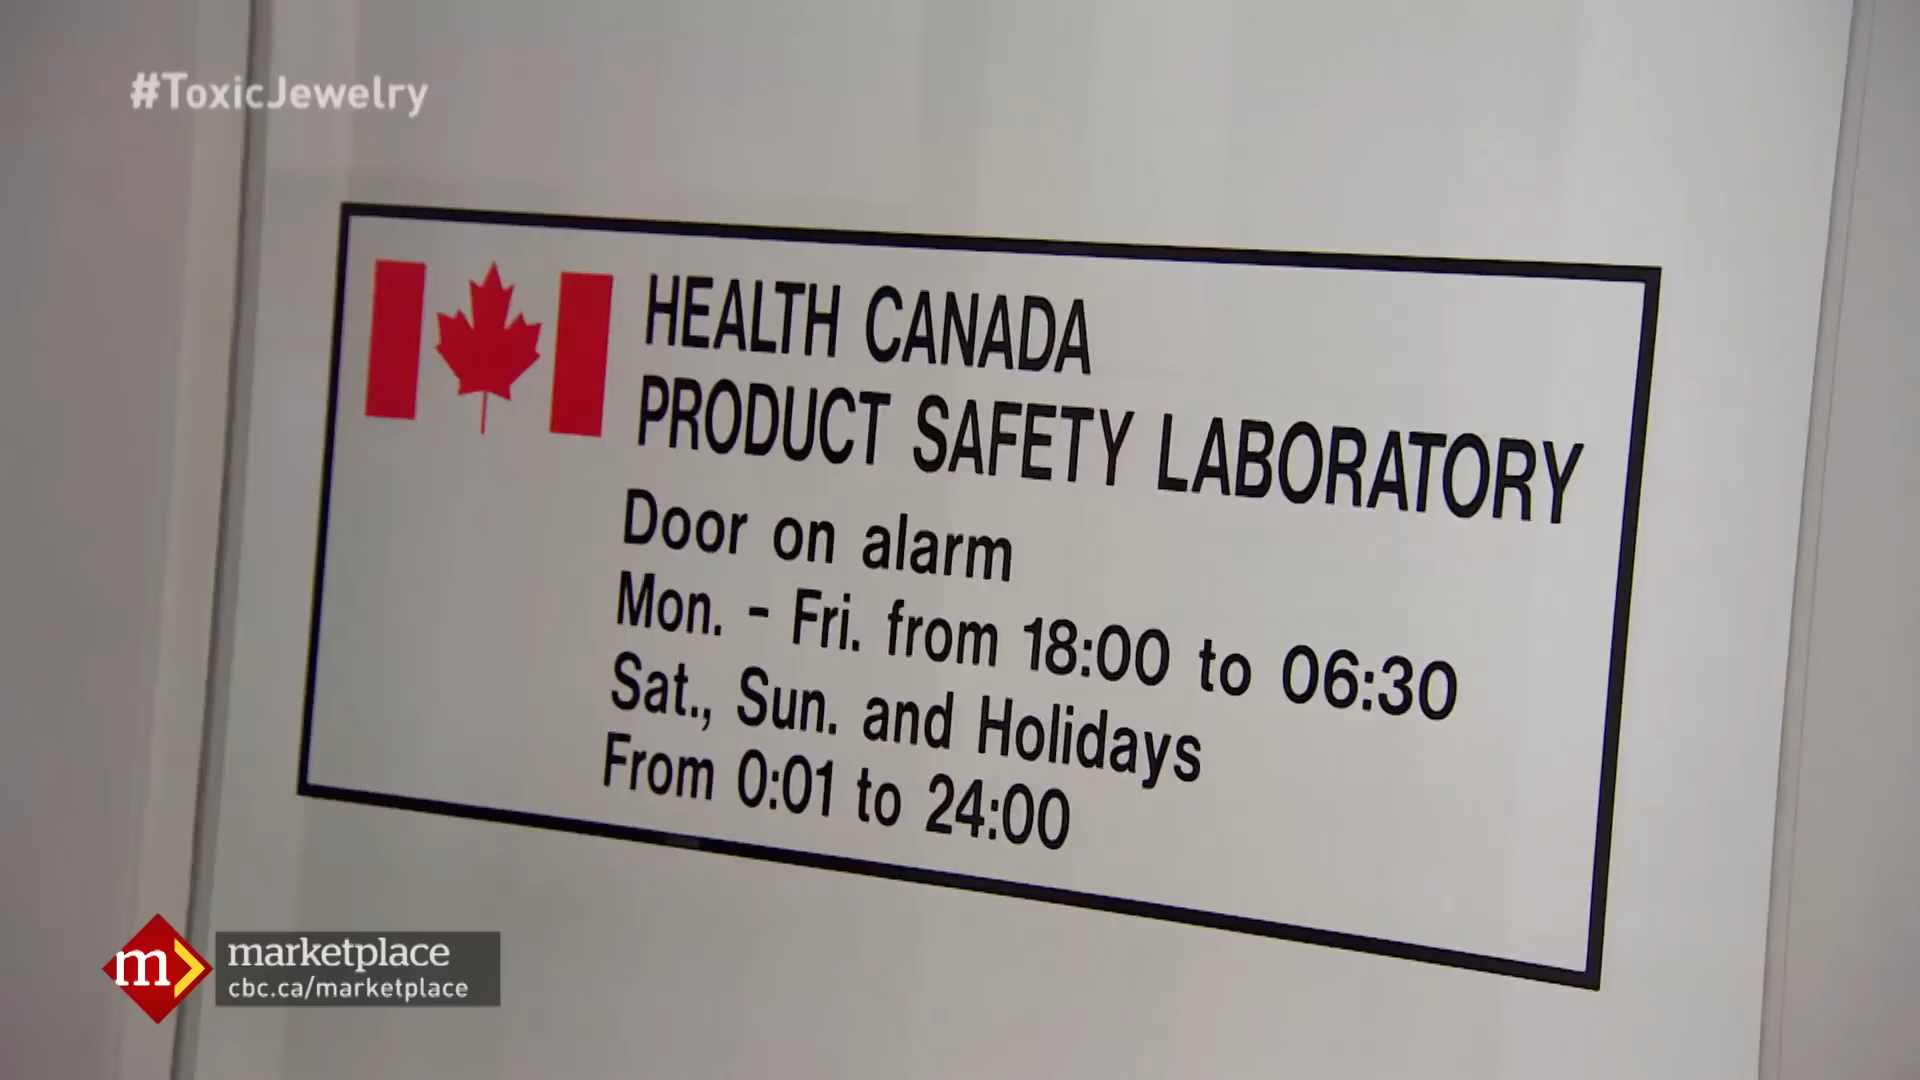 #ToxicJewelry
HEALTH CANADA
PRODUCT SAFETY LABORATORY
Door on alarm
Mon. - Fri. from 18:00 to 06:30
Sat., Sun. and Holidays
From 0:01 to 24:00
m
marketplace
cbc.ca/marketplace